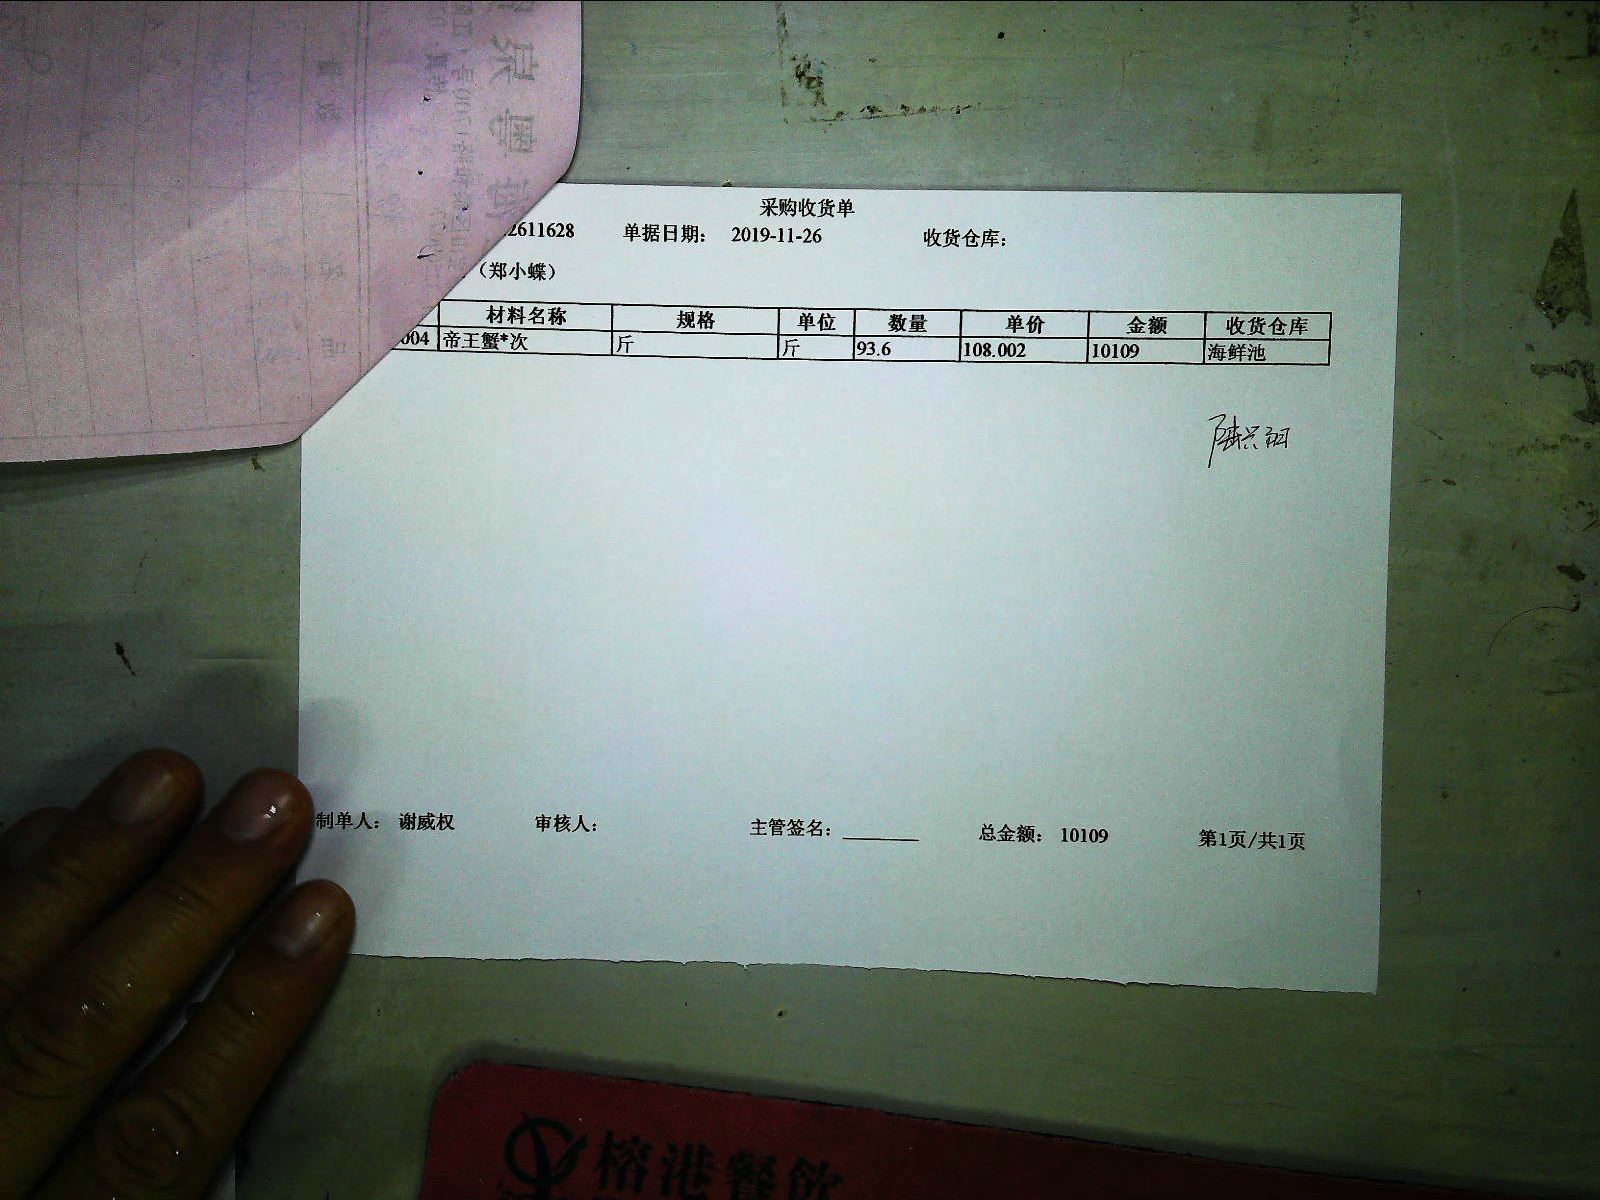 采购收货单
2611628 单据日期: 2019-11-26 收货仓库:
(郑小蝶)
材料名称 规格 单位 数量 单价 金额 收货仓库
004 帝王蟹*次 斤 斤 93.6 108.002 10109 海鲜池
制单人: 谢威权 审核人: 主管签名: 总金额: 10109 第1页/共1页
榕港餐飲